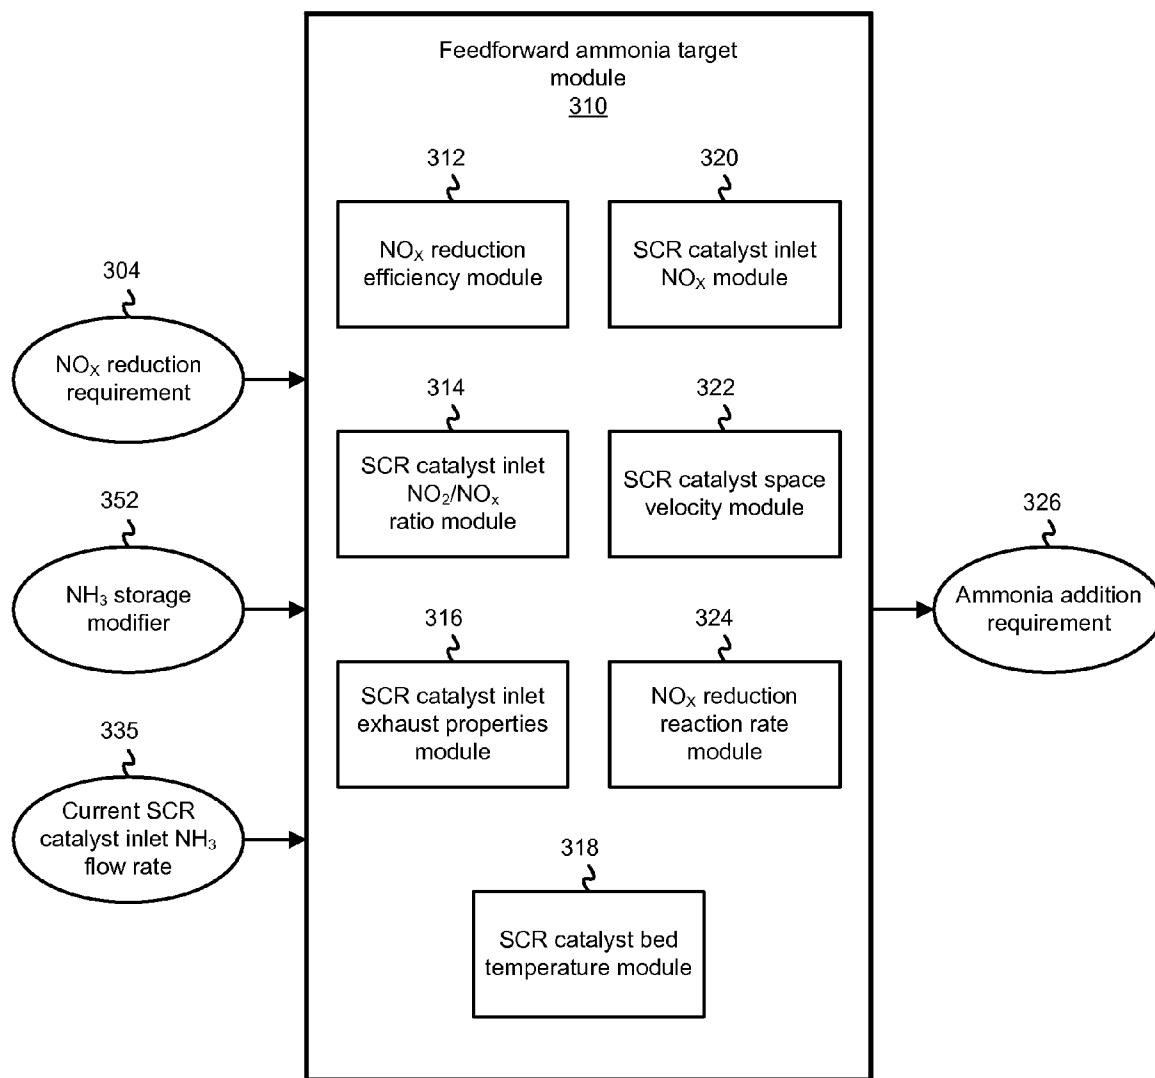 Feedforward ammonia target
module
310
312
NOX reduction
efficiency module
320
SCR catalyst inlet
NOX module
304
NOX reduction
requirement
314
SCR catalyst inlet
NO2/NOx
ratio module
322
SCR catalyst space
velocity module
352
NH3 storage
modifier
326
Ammonia addition
requirement
316
SCR catalyst inlet
exhaust properties
module
324
NOX reduction
reaction rate
module
335
Current SCR
catalyst inlet NH3
flow rate
318
SCR catalyst bed
temperature module